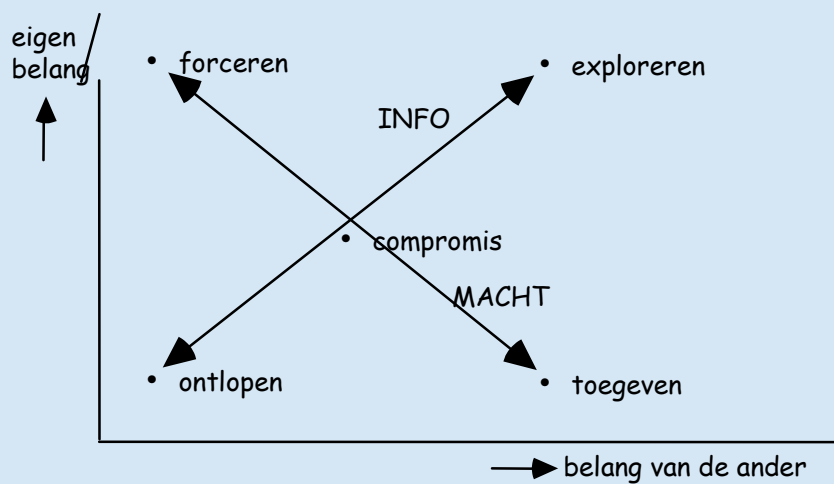 eigen
belang
• forceren
• exploreren
INFO
• compromis
MACHT
• ontlopen
• toegeven
belang van de ander